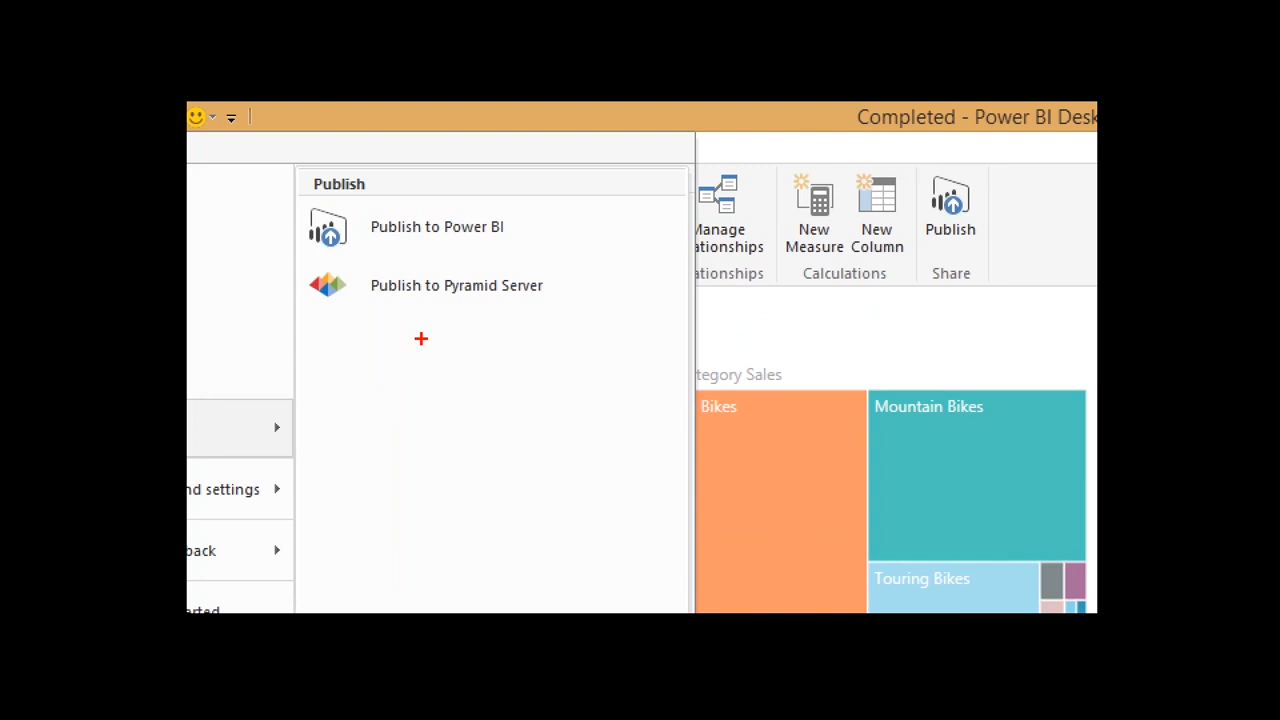 Completed - Power BI Desk
Publish
Publish to Power BI
Publish to Pyramid Server
Manage
ationships
ationships
New
Measure
New
Column
Calculations
Publish
Share
nd settings
back
arted
tegory Sales
Bikes
Mountain Bikes
Touring Bikes